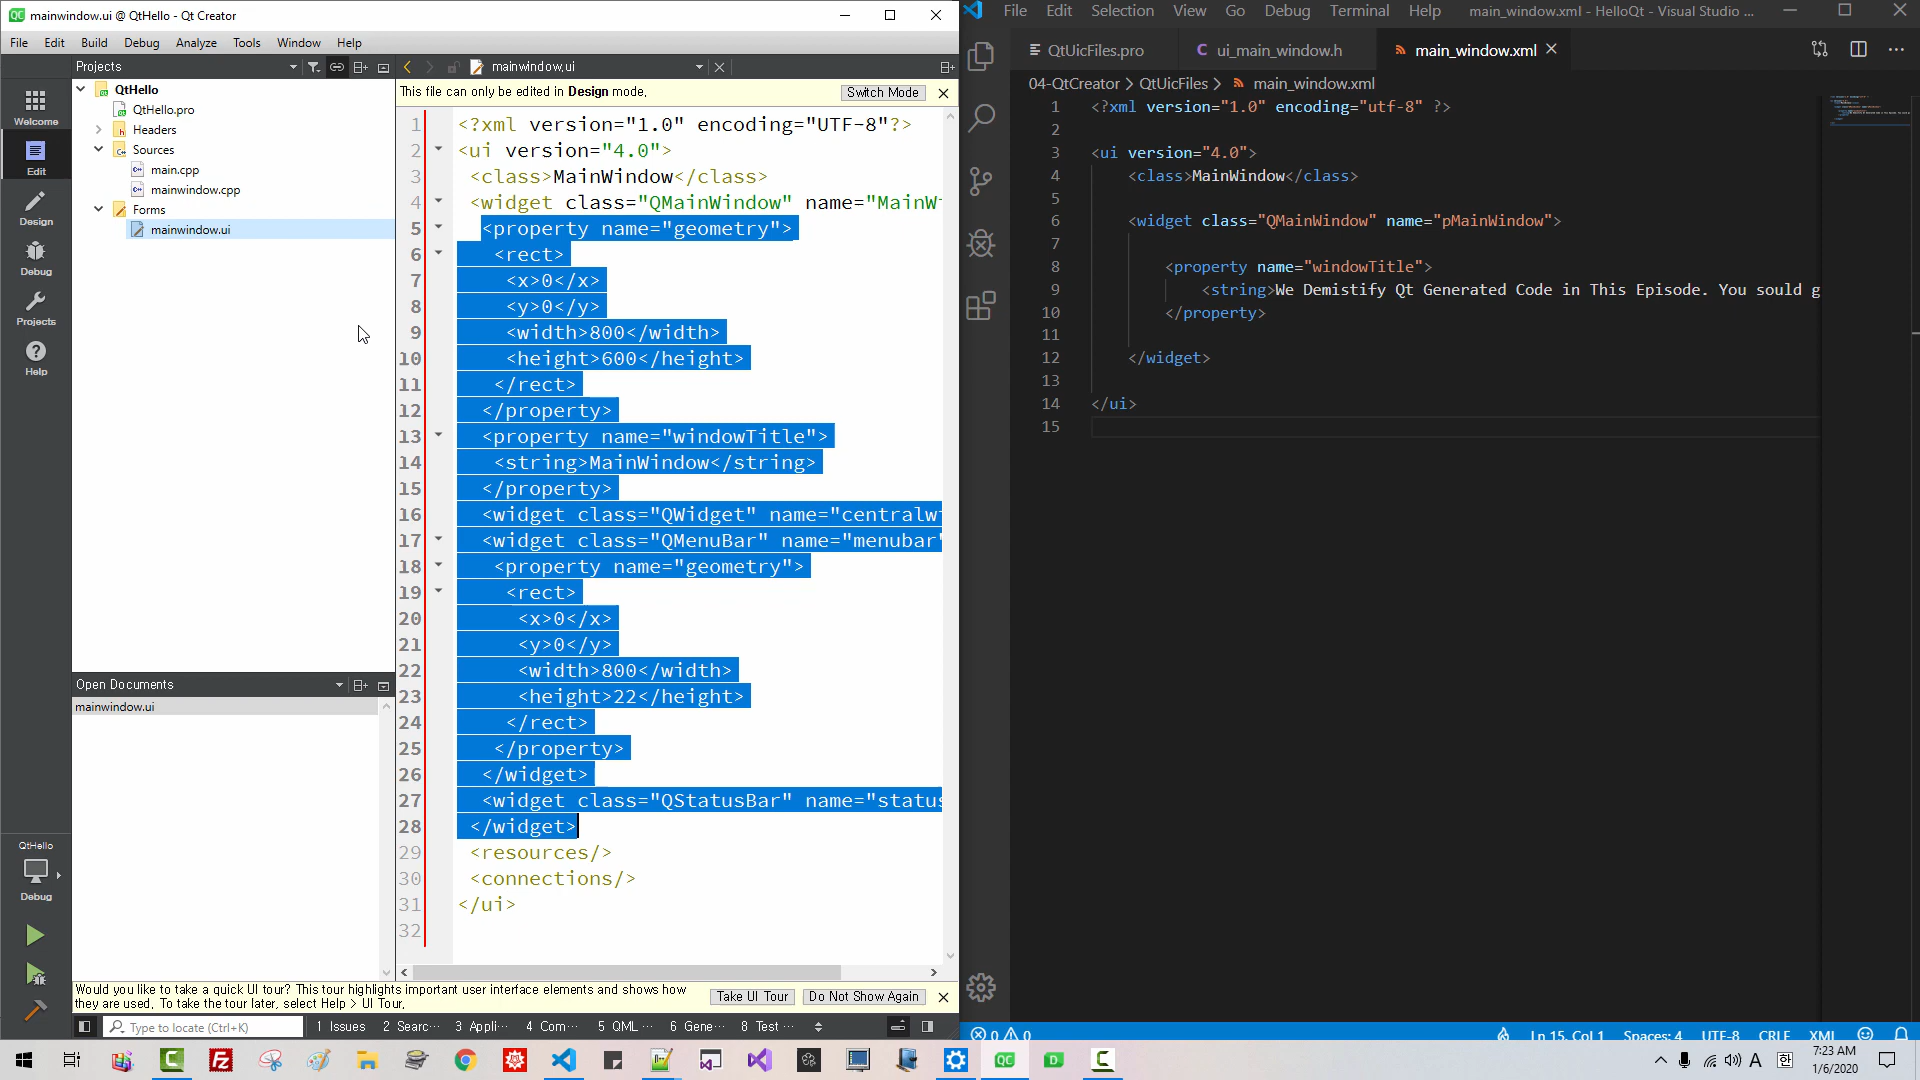 mainwindow.ui @ QtHello - Qt Creator
File Edit Build Debug Analyze Tools Window Help
Projects
mainwindow.ui
This file can only be edited in Design mode.
Switch Mode
Welcome
Edit
Design
Debug
Projects
Help
QtHello
QtHello.pro
Headers
Sources
main.cpp
mainwindow.cpp
Forms
mainwindow.ui
1 <?xml version="1.0" encoding="UTF-8"?>
2 <ui version="4.0">
3 <class>MainWindow</class>
4 <widget class="QMainWindow" name="MainW
5 <property name="geometry">
6 <rect>
7 <x>0</x>
8 <y>0</y>
9 <width>800</width>
10 <height>600</height>
11 </rect>
12 </property>
13 <property name="windowTitle">
14 <string>MainWindow</string>
15 </property>
16 <widget class="QWidget" name="centralw
17 <widget class="QMenuBar" name="menubar"
18 <property name="geometry">
19 <rect>
20 <x>0</x>
21 <y>0</y>
22 <width>800</width>
23 <height>22</height>
24 </rect>
25 </property>
26 </widget>
27 <widget class="QStatusBar" name="status
28 </widget>
29 <resources/>
30 <connections/>
31 </ui>
32
Open Documents
mainwindow.ui
QtHello
Debug
Would you like to take a quick UI tour? This tour highlights important user interface elements and shows how
they are used. To take the tour later, select Help > UI Tour.
Take UI Tour
Do Not Show Again
Type to locate (Ctrl+K)
1 Issues 2 Searc··· 3 Appli··· 4 Com··· 5 QML ··· 6 Gene··· 8 Test ···
File Edit Selection View Go Debug Terminal Help main_window.xml - HelloQt - Visual Studio ...
QtUicFiles.pro
C ui_main_window.h
main_window.xml
04-QtCreator > QtUicFiles > main_window.xml
1 <?xml version="1.0" encoding="utf-8" ?>
2
3 <ui version="4.0">
4 <class>MainWindow</class>
5
6 <widget class="QMainWindow" name="pMainWindow">
7
8 <property name="windowTitle">
9 <string>We Demistify Qt Generated Code in This Episode. You sould g
10 </property>
11
12 </widget>
13
14 </ui>
15
0 0 Ln 15, Col 1 Spaces: 4 UTF-8 CRLF XML
A 한 7:23 AM
1/6/2020